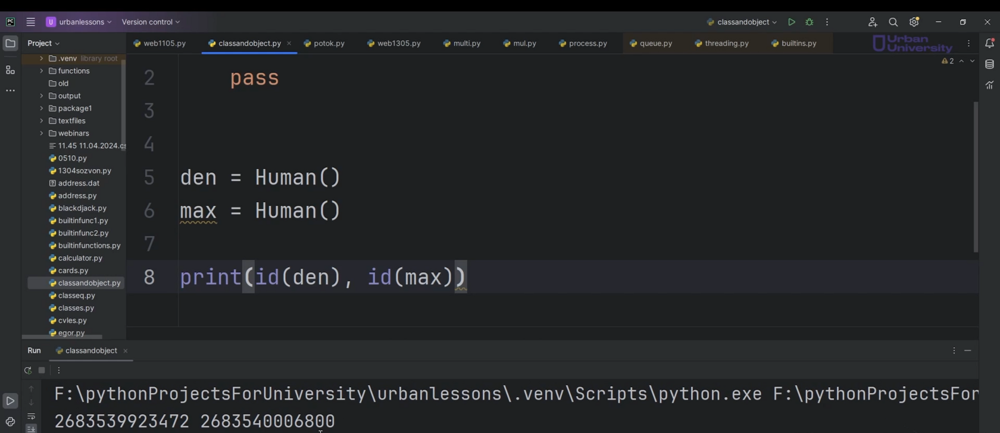 PC
U urbanlessons
Version control
classandobject
Project
web1105.py
classandobject.py
potok.py
web1305.py
multi.py
mul.py
process.py
queue.py
threading.py
builtins.py
Urban
University
2
.venv library root
functions
old
output
package1
textfiles
webinars
11.45 11.04.2024.cs
0510.py
1304sozvon.py
address.dat
address.py
blackdjack.py
builtinfunc1.py
builtinfunc2.py
builtinfunctions.py
calculator.py
cards.py
classandobject.py
classeq.py
classes.py
cvles.py
egor.py
2 pass
3
4
5 den = Human()
6 max = Human()
7
8 print(id(den), id(max))
Run
classandobject
F:\pythonProjectsForUniversity\urbanlessons\.venv\Scripts\python.exe F:\pythonProjectsFor
2683539923472 2683540006800